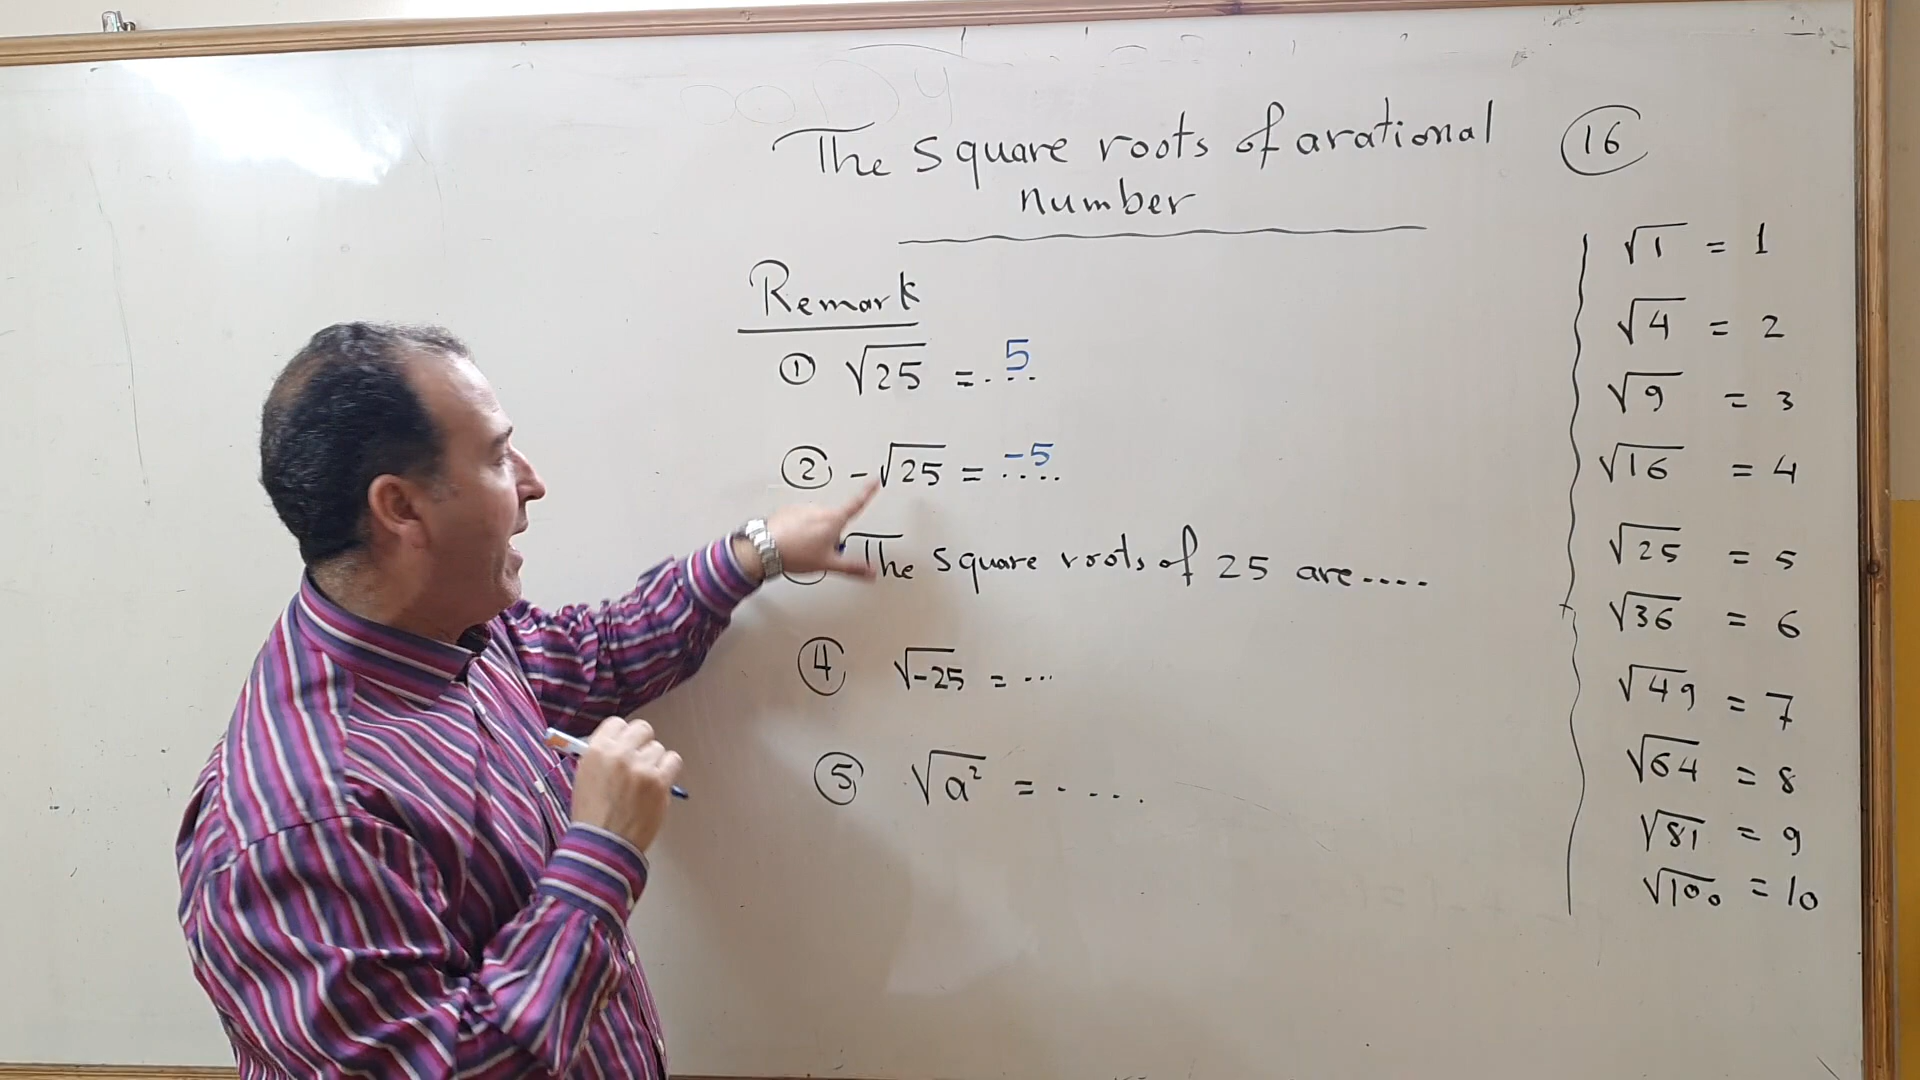 The square roots of arational
number
16
Remark
① √25 = .5..
② -√25 = -5....
The square roots of 25 are....
④ √-25 = ...
⑤ √a² = ....
√1 = 1
√4 = 2
√9 = 3
√16 = 4
√25 = 5
√36 = 6
√49 = 7
√64 = 8
√81 = 9
√100 = 10